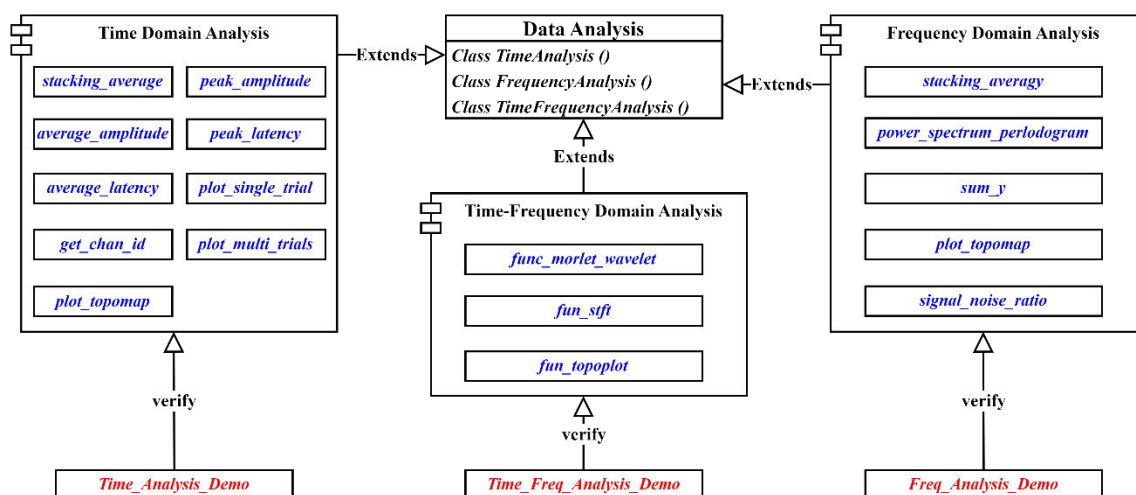 Time Domain Analysis
stacking_average
peak_amplitude
average_amplitude
peak_latency
average_latency
plot_single_trial
get_chan_id
plot_multi_trials
plot_topomap
Extends
Data Analysis
Class TimeAnalysis ()
Class FrequencyAnalysis ()
Class TimeFrequencyAnalysis ()
Extends
Frequency Domain Analysis
stacking_averagy
power_spectrum_perlodogram
sum_y
plot_topomap
signal_noise_ratio
Extends
Time-Frequency Domain Analysis
func_morlet_wavelet
fun_stft
fun_topoplot
verify
verify
verify
Time_Analysis_Demo
Time_Freq_Analysis_Demo
Freq_Analysis_Demo